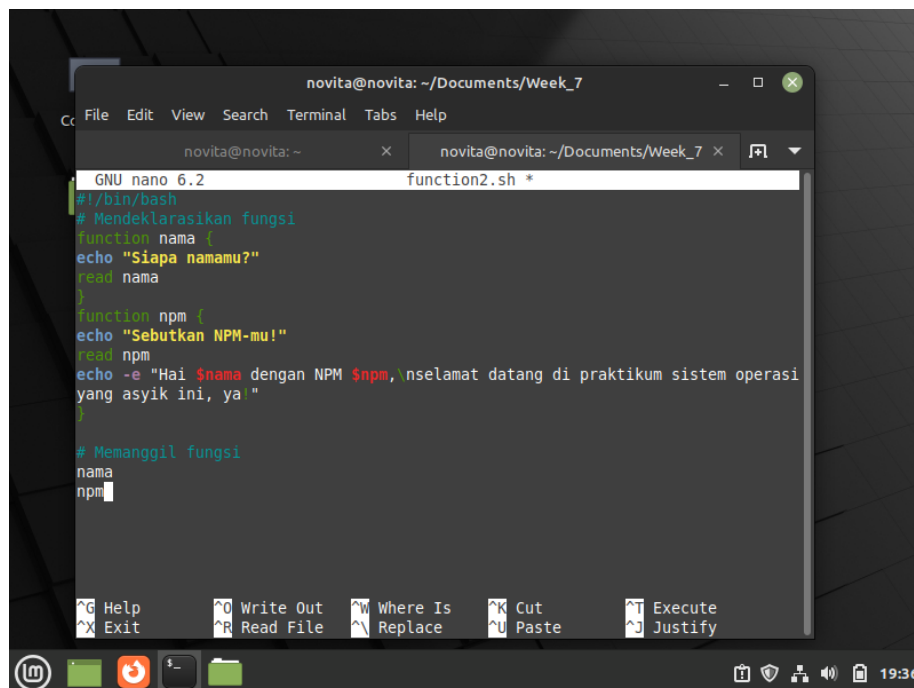 Co
novita@novita: ~/Documents/Week_7
File Edit View Search Terminal Tabs Help
novita@novita: ~ × novita@novita: ~/Documents/Week_7 ×
GNU nano 6.2 function2.sh *
#!/bin/bash
# Mendeklarasikan fungsi
function nama {
echo "Siapa namamu?"
read nama
}
function npm {
echo "Sebutkan NPM-mu!"
read npm
echo -e "Hai $nama dengan NPM $npm,\nselamat datang di praktikum sistem operasi
yang asyik ini, ya!"
}
# Memanggil fungsi
nama
npm
^G Help ^O Write Out ^W Where Is ^K Cut ^T Execute
^X Exit ^R Read File ^\ Replace ^U Paste ^J Justify
$_ 19:36